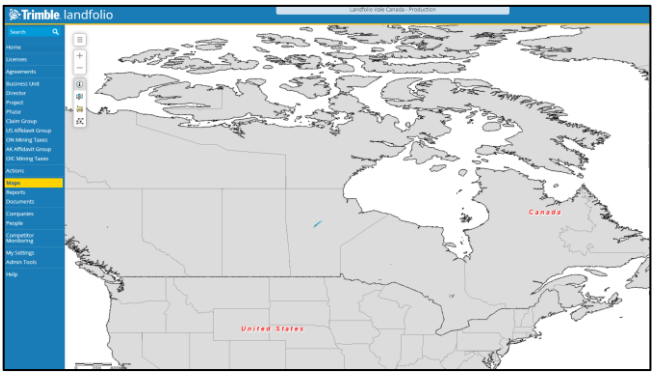 Trimble. landfolio
Landfolio Vale Canada - Production
Search
Home
Licenses
Agreements
Business Unit
Director
Project
Phase
Claim Group
US Affidavit Group
ON Mining Taxes
AK Affidavit Group
QC Mining Taxes
Actions
Maps
Reports
Documents
Companies
People
Competitor
Monitoring
My Settings
Admin Tools
Help
Canada
United States